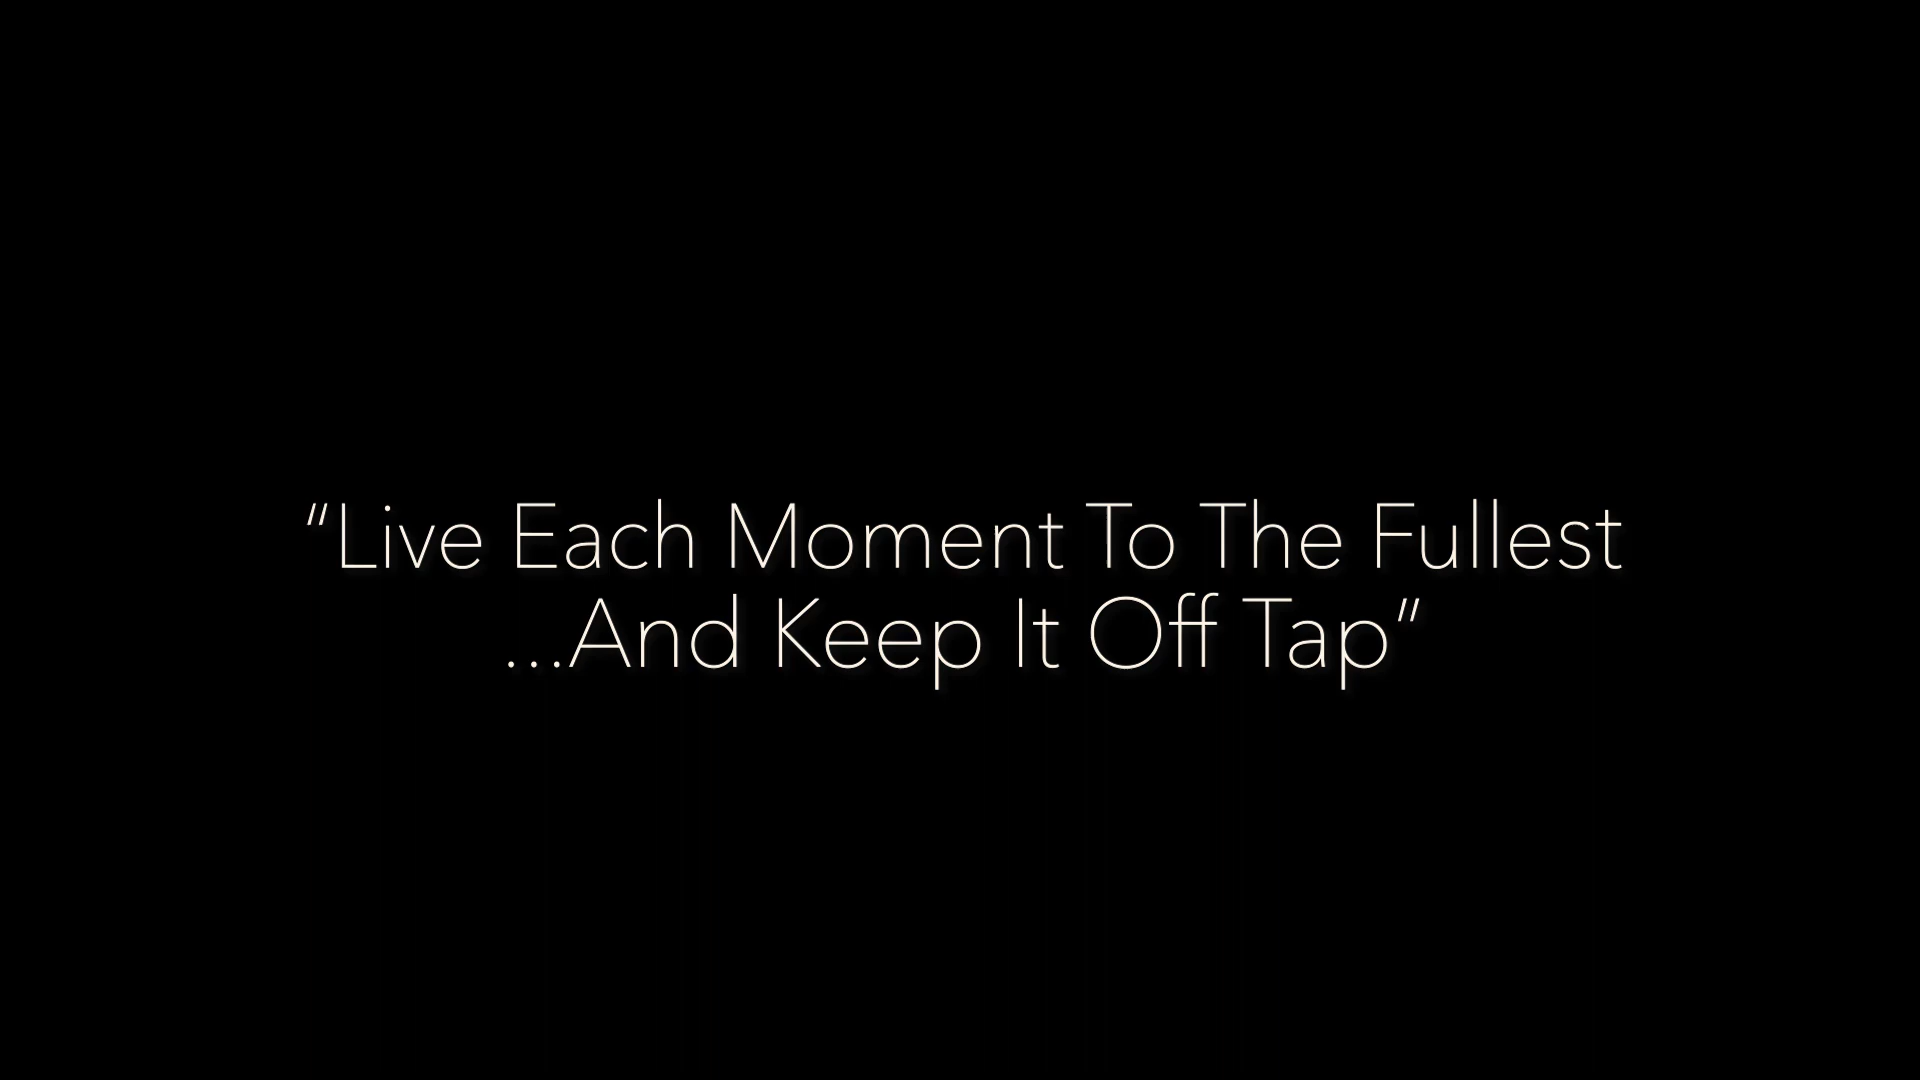 “Live Each Moment To The Fullest
...And Keep It Off Tap”